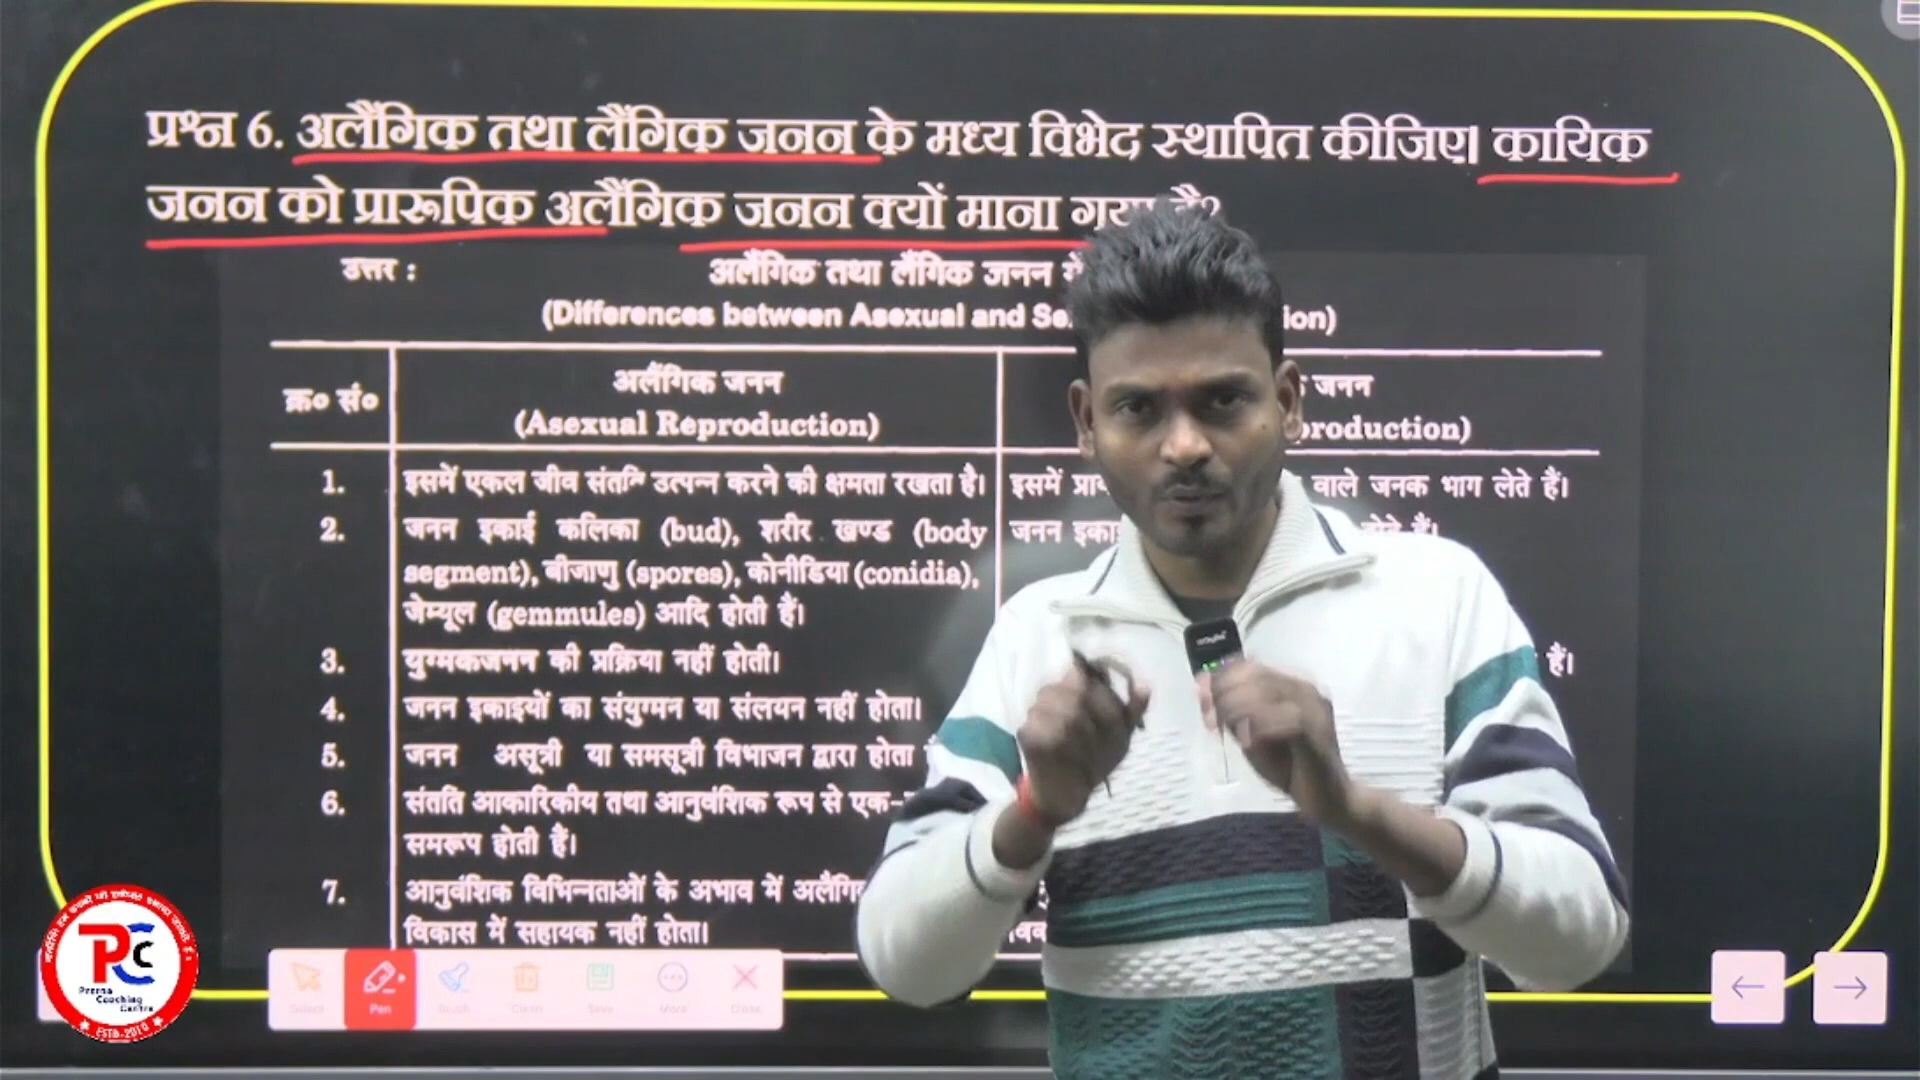 प्रश्न 6. अलैंगिक तथा लैंगिक जनन के मध्य विभेद स्थापित कीजिए| कायिक
जनन को प्रारूपिक अलैंगिक जनन क्यों माना गया है?
उत्तर :
अलैंगिक तथा लैंगिक जनन
(Differences between Asexual and
क्र० सं०
अलैंगिक जनन
(Asexual Reproduction)
जनन
1. इसमें एकल जीव संतति उत्पन्न करने की क्षमता रखता है।
इसमें वाले जनक भाग लेते हैं।
2. जनन इकाई कलिका (bud), शरीर खण्ड (body
segment), बीजाणु (spores), कोनीडिया (conidia),
जेम्यूल (gemmules) आदि होती हैं।
जनन होते हैं।
3. युग्मकजनन की प्रक्रिया नहीं होती।
हैं।
4. जनन इकाइयों का संयुग्मन या संलयन नहीं होता।
5. जनन असूत्री या समसूत्री विभाजन द्वारा होता
6. संतति आकारिकीय तथा आनुवंशिक रूप से
समरूप होती हैं।
7. आनुवंशिक विभिन्नताओं के अभाव में
विकास में सहायक नहीं होता।
Select Pen Brush Clean Save More Close
PCC
Prerna
Coaching
Centre
ESTD-2010